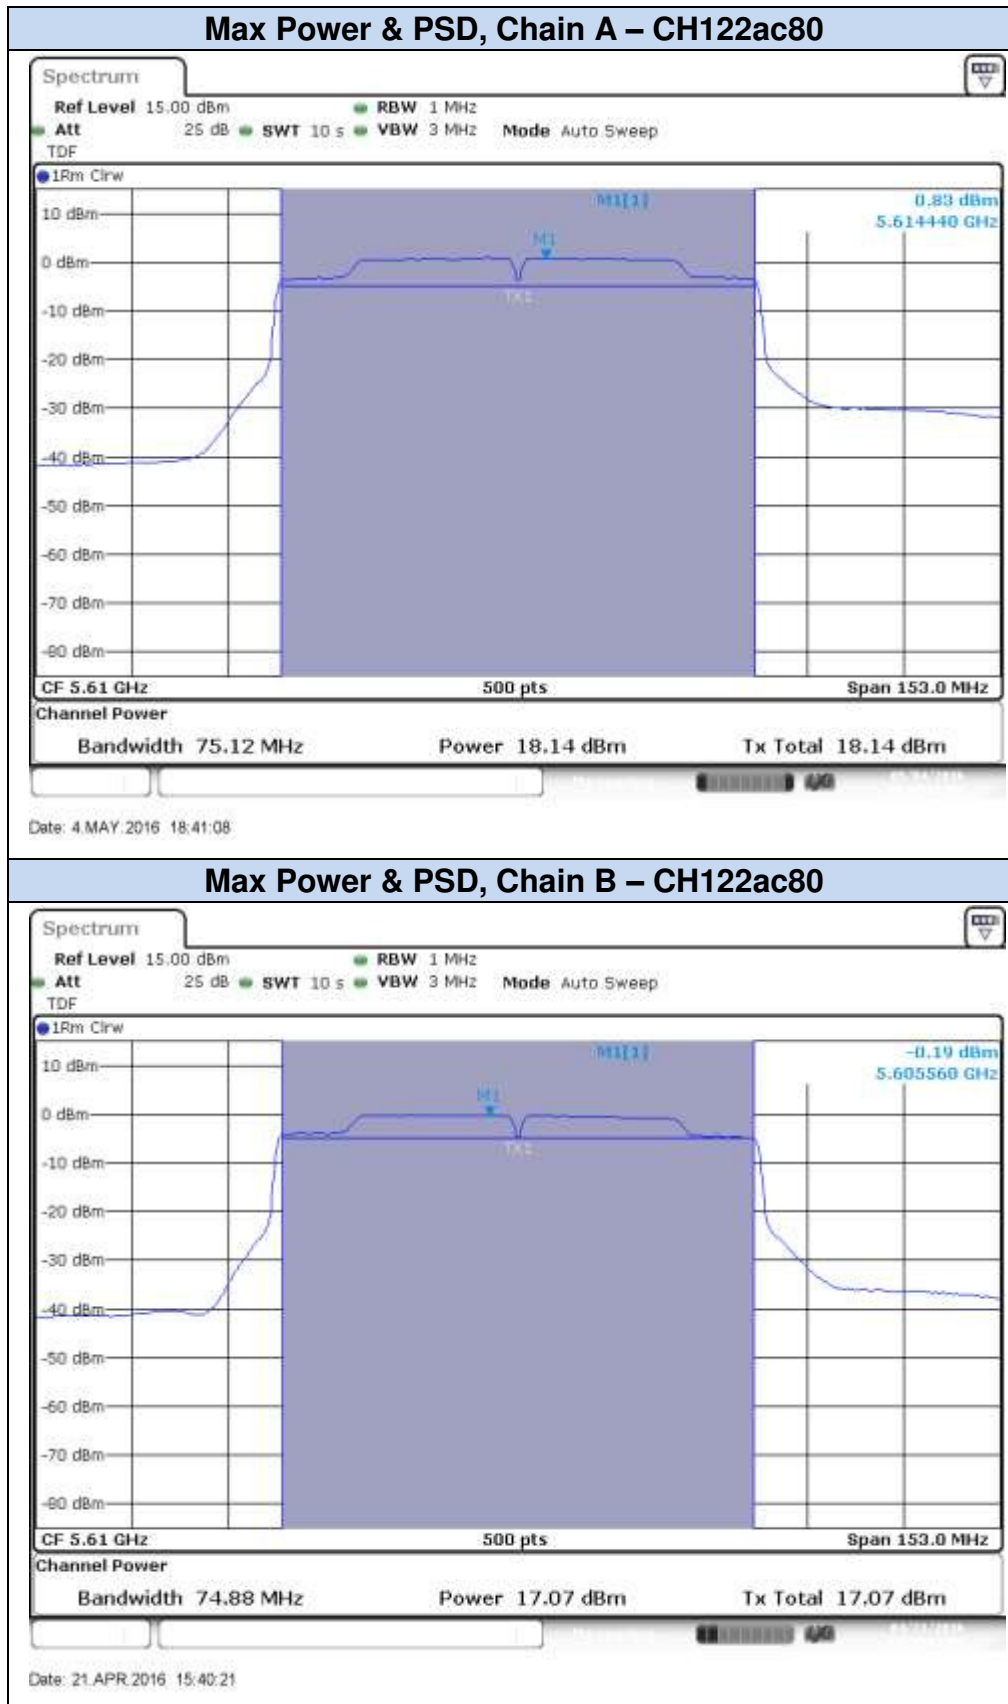 Max Power & PSD, Chain A – CH122ac80
Spectrum
Ref Level 15.00 dBm RBW 1 MHz
Att 25 dB SWT 10 s VBW 3 MHz Mode Auto Sweep
TDF
1Rm Clrw
M1[1] 0.83 dBm
10 dBm
5.614440 GHz
M1
0 dBm
TX1
-10 dBm
-20 dBm
-30 dBm
-40 dBm
-50 dBm
-60 dBm
-70 dBm
-80 dBm
CF 5.61 GHz 500 pts Span 153.0 MHz
Channel Power
Bandwidth 75.12 MHz Power 18.14 dBm Tx Total 18.14 dBm
Date: 4.MAY.2016 18:41:08
Max Power & PSD, Chain B – CH122ac80
Spectrum
Ref Level 15.00 dBm RBW 1 MHz
Att 25 dB SWT 10 s VBW 3 MHz Mode Auto Sweep
TDF
1Rm Clrw
M1[1] -0.19 dBm
10 dBm
5.605560 GHz
M1
0 dBm
TX1
-10 dBm
-20 dBm
-30 dBm
-40 dBm
-50 dBm
-60 dBm
-70 dBm
-80 dBm
CF 5.61 GHz 500 pts Span 153.0 MHz
Channel Power
Bandwidth 74.88 MHz Power 17.07 dBm Tx Total 17.07 dBm
Date: 21.APR.2016 15:40:21